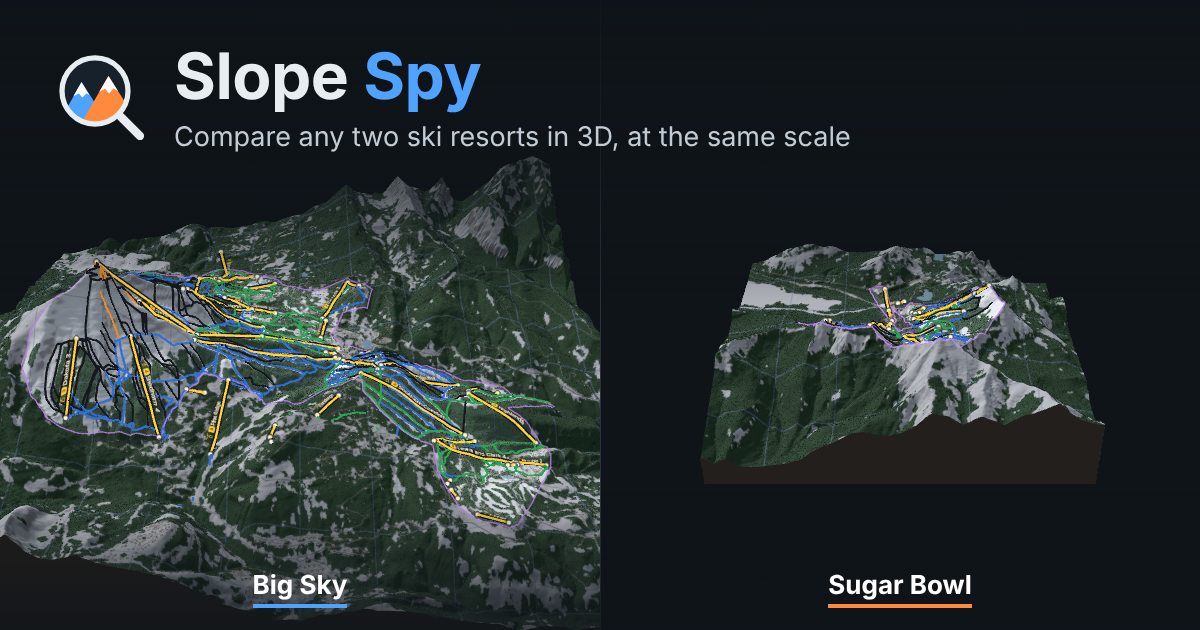 Slope Spy
Compare any two ski resorts in 3D, at the same scale
Big Sky
Sugar Bowl